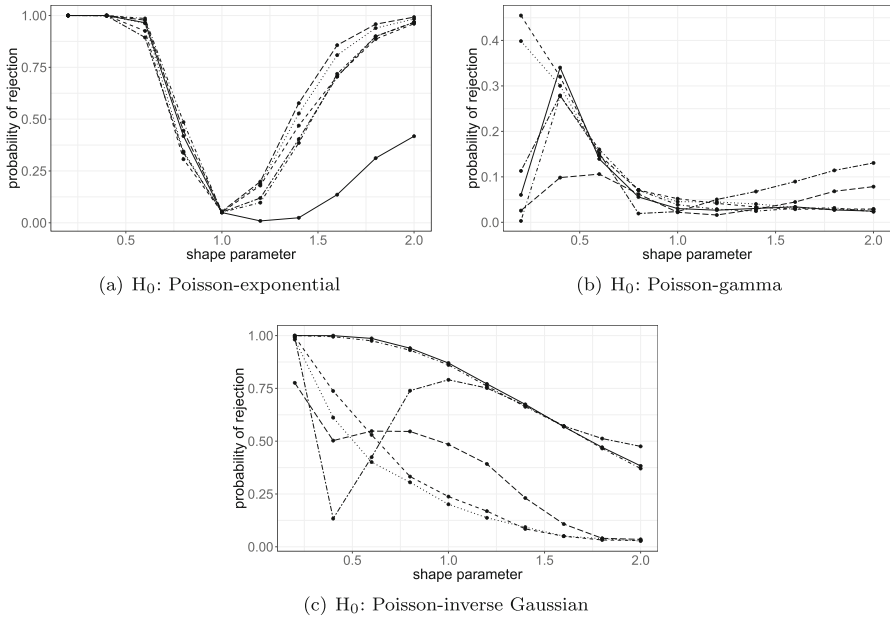 1.00
0.75
0.50
0.25
0.00
probability of rejection
0.5 1.0 1.5 2.0
shape parameter
(a) H₀: Poisson-exponential
0.4
0.3
0.2
0.1
0.0
probability of rejection
0.5 1.0 1.5 2.0
shape parameter
(b) H₀: Poisson-gamma
1.00
0.75
0.50
0.25
0.00
probability of rejection
0.5 1.0 1.5 2.0
shape parameter
(c) H₀: Poisson-inverse Gaussian